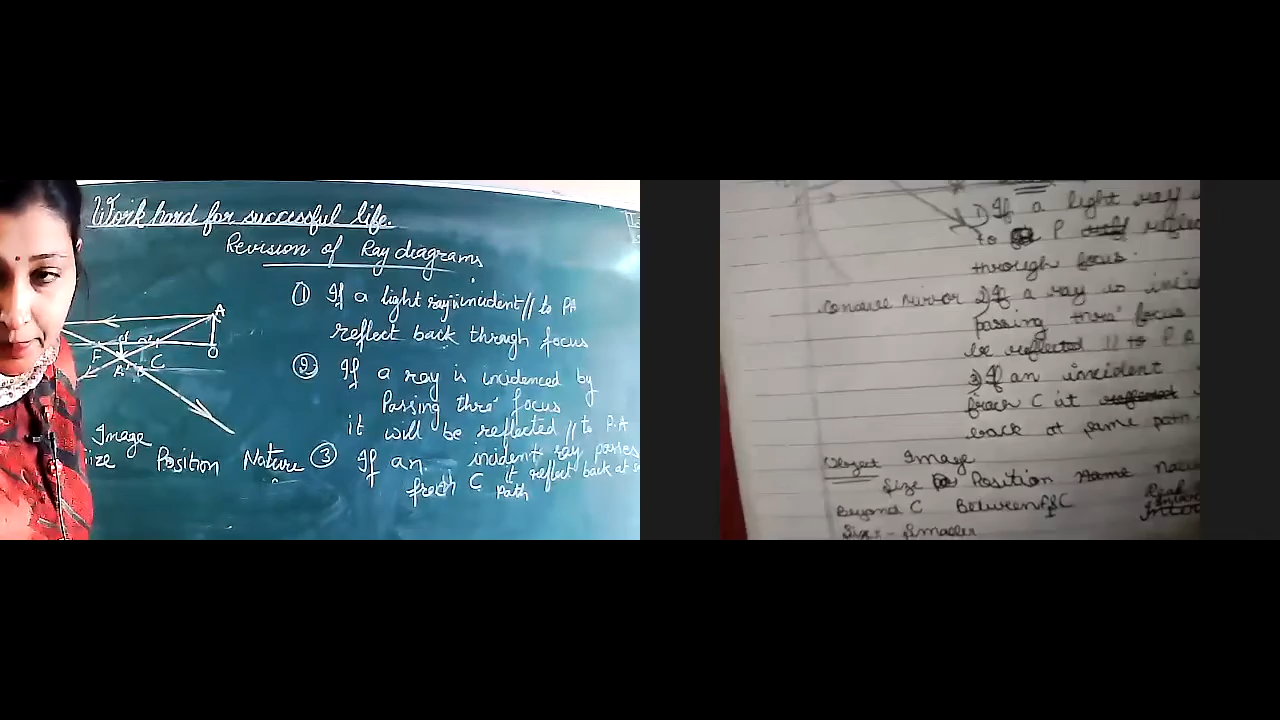 Work hard for successful life.
Revision of Ray diagrams
① If a light ray incident // to PA
reflect back through focus
② If a ray is incidenced by
Passing thro' focus
it will be reflected // to P.A
③ If an incident ray passes
from C it reflect back at s
Path
A
O
F
C
A'
Image
Size Position Nature
1) If a light ray
to P
through focus.
Concave Mirror 2) If a ray is
passing thro' focus
be reflected // to P A
3) If an incident
from C it
back at same path
Object Image
Size Position Name
Beyond C Between F&C Real
Size - Smaller